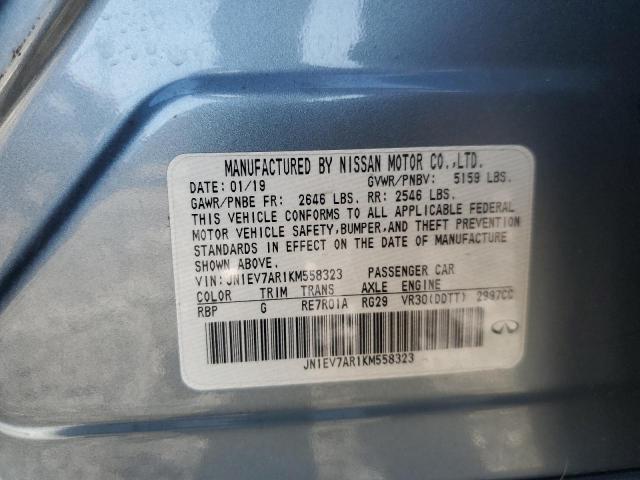 MANUFACTURED BY NISSAN MOTOR CO.,LTD.
DATE: 01/19 GVWR/PNBV: 5159 LBS.
GAWR/PNBE FR: 2646 LBS. RR: 2546 LBS.
THIS VEHICLE CONFORMS TO ALL APPLICABLE FEDERAL
MOTOR VEHICLE SAFETY,BUMPER,AND THEFT PREVENTION
STANDARDS IN EFFECT ON THE DATE OF MANUFACTURE
SHOWN ABOVE.
VIN:JN1EV7AR1KM558323 PASSENGER CAR
COLOR TRIM TRANS AXLE ENGINE
RBP G RE7R01A RG29 VR30(DDTT) 2997CC
JN1EV7AR1KM558323